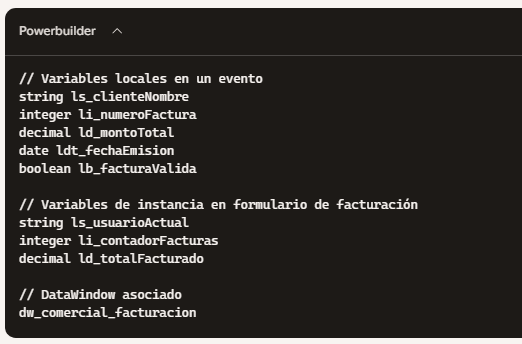 Powerbuilder
// Variables locales en un evento
string ls_clienteNombre
integer li_numeroFactura
decimal ld_montoTotal
date ldt_fechaEmision
boolean lb_facturaValida
// Variables de instancia en formulario de facturación
string ls_usuarioActual
integer li_contadorFacturas
decimal ld_totalFacturado
// DataWindow asociado
dw_comercial_facturacion